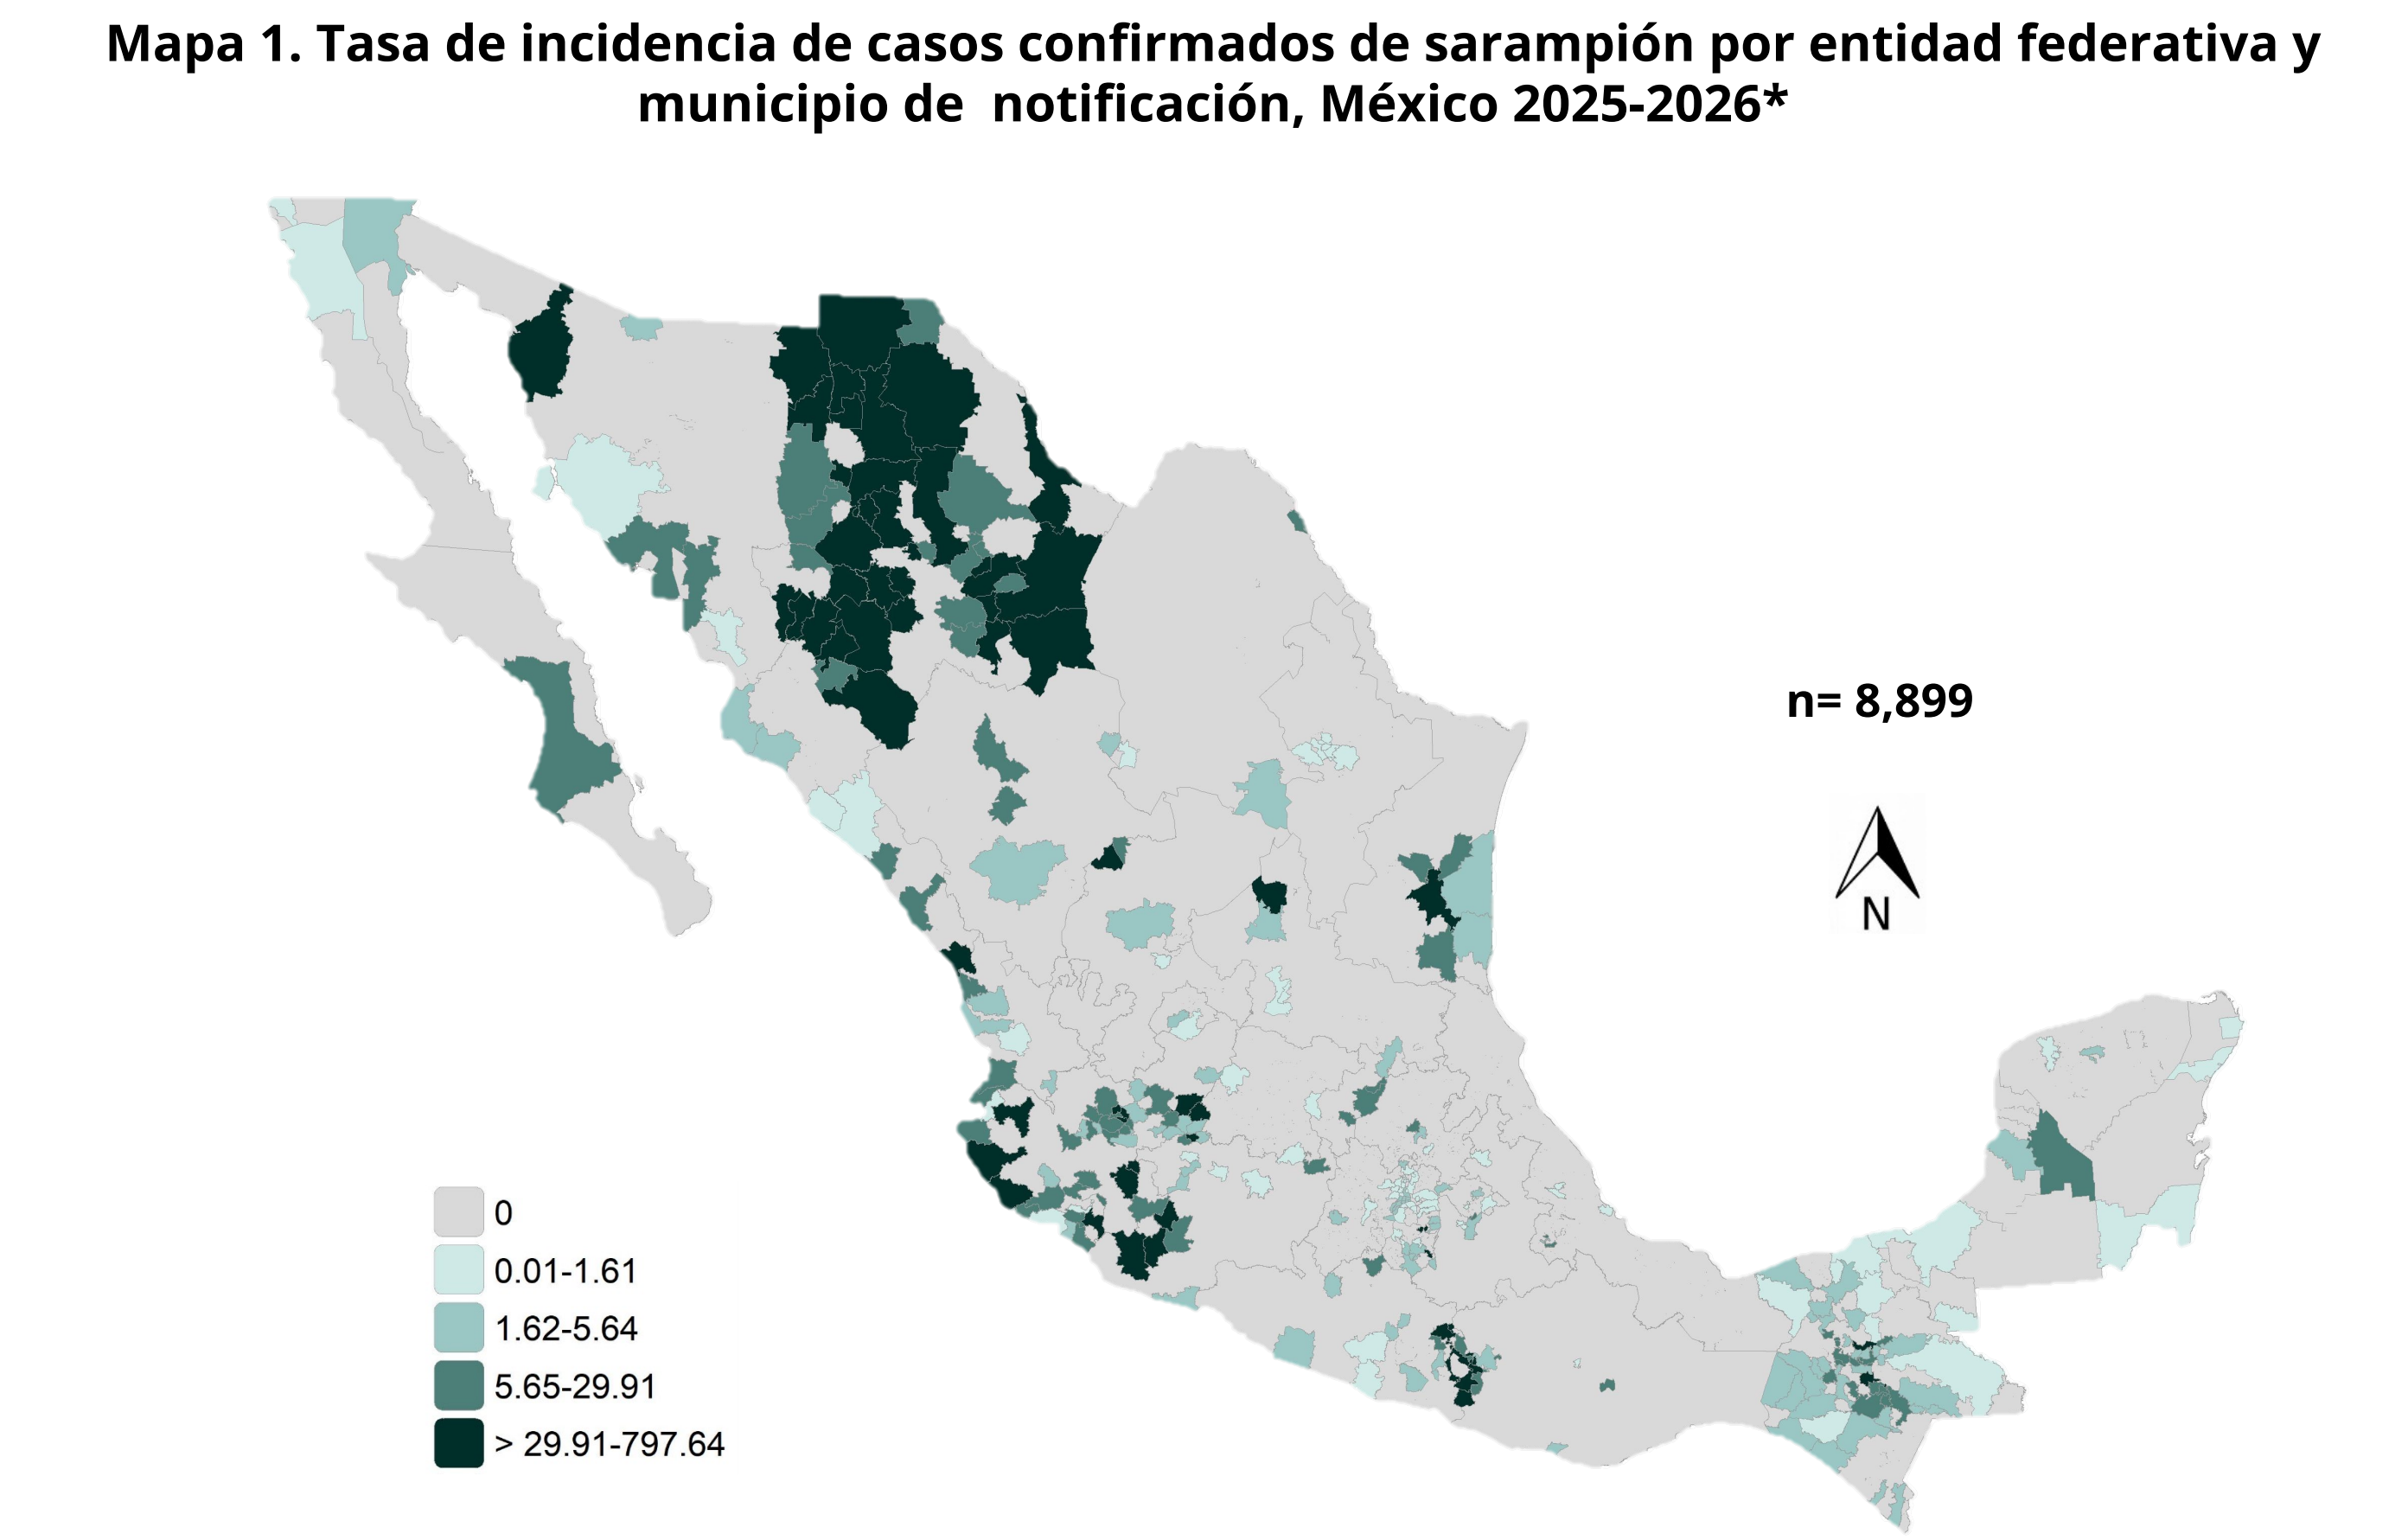 Mapa 1. Tasa de incidencia de casos confirmados de sarampión por entidad federativa y
municipio de  notificación, México 2025-2026*
n= 8,899
N
0
0.01-1.61
1.62-5.64
5.65-29.91
> 29.91-797.64